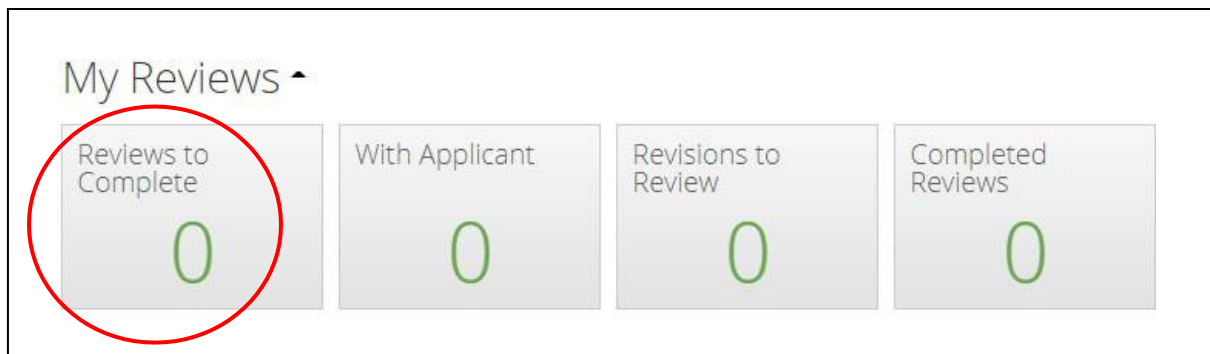 My Reviews
Reviews to
Complete
0
With Applicant
0
Revisions to
Review
0
Completed
Reviews
0